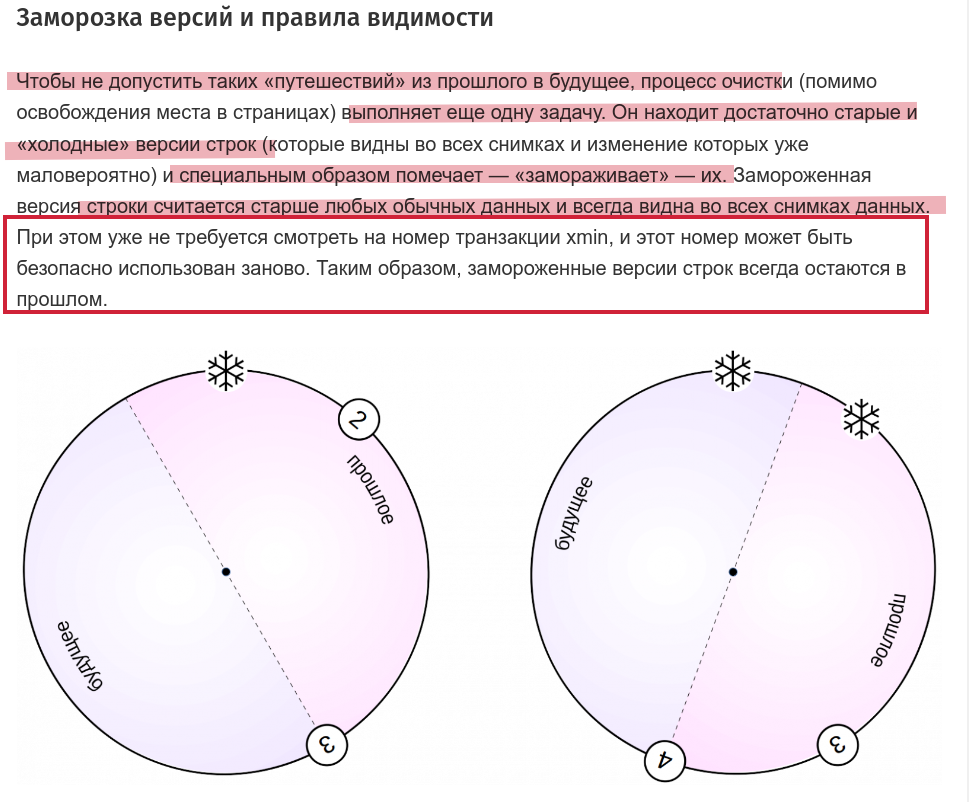 Заморозка версий и правила видимости
Чтобы не допустить таких «путешествий» из прошлого в будущее, процесс очистки (помимо
освобождения места в страницах) выполняет еще одну задачу. Он находит достаточно старые и
«холодные» версии строк (которые видны во всех снимках и изменение которых уже
маловероятно) и специальным образом помечает — «замораживает» — их. Замороженная
версия строки считается старше любых обычных данных и всегда видна во всех снимках данных.
При этом уже не требуется смотреть на номер транзакции xmin, и этот номер может быть
безопасно использован заново. Таким образом, замороженные версии строк всегда остаются в
прошлом.
2
прошлое
будущее
3
будущее
прошлое
3
4